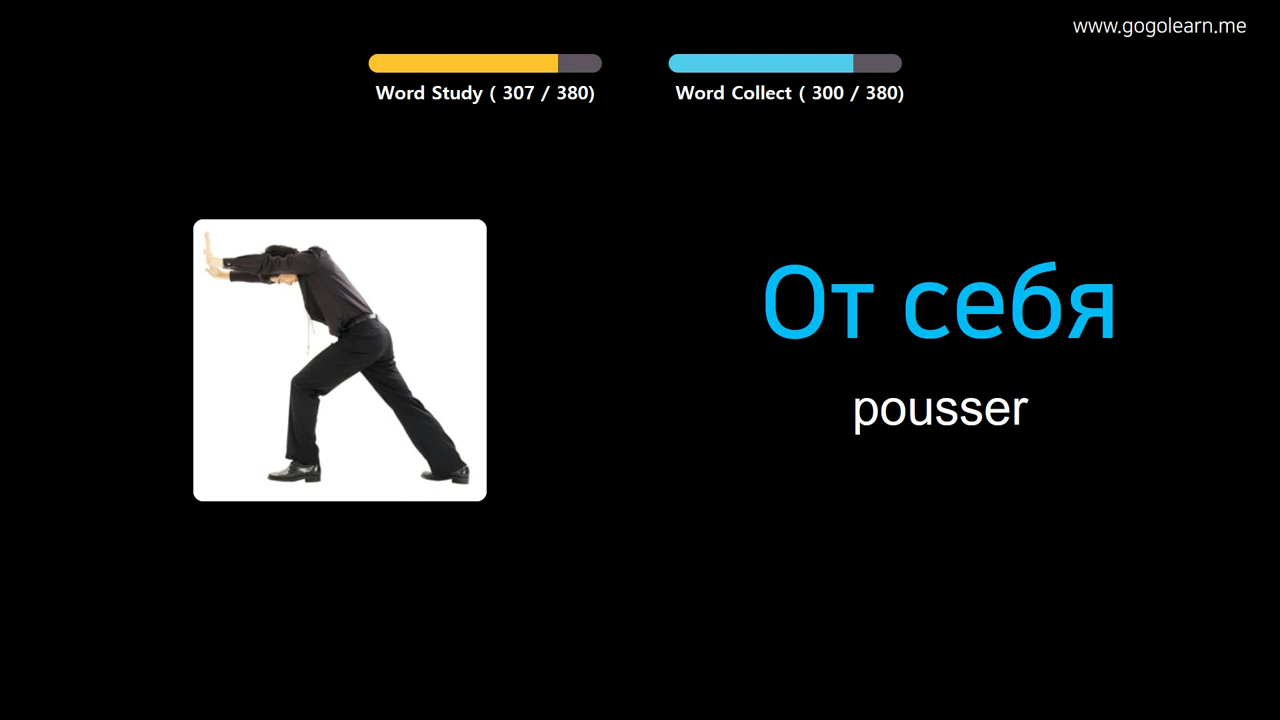 www.gogolearn.me
Word Study ( 307 / 380)
Word Collect ( 300 / 380)
От себя
pousser